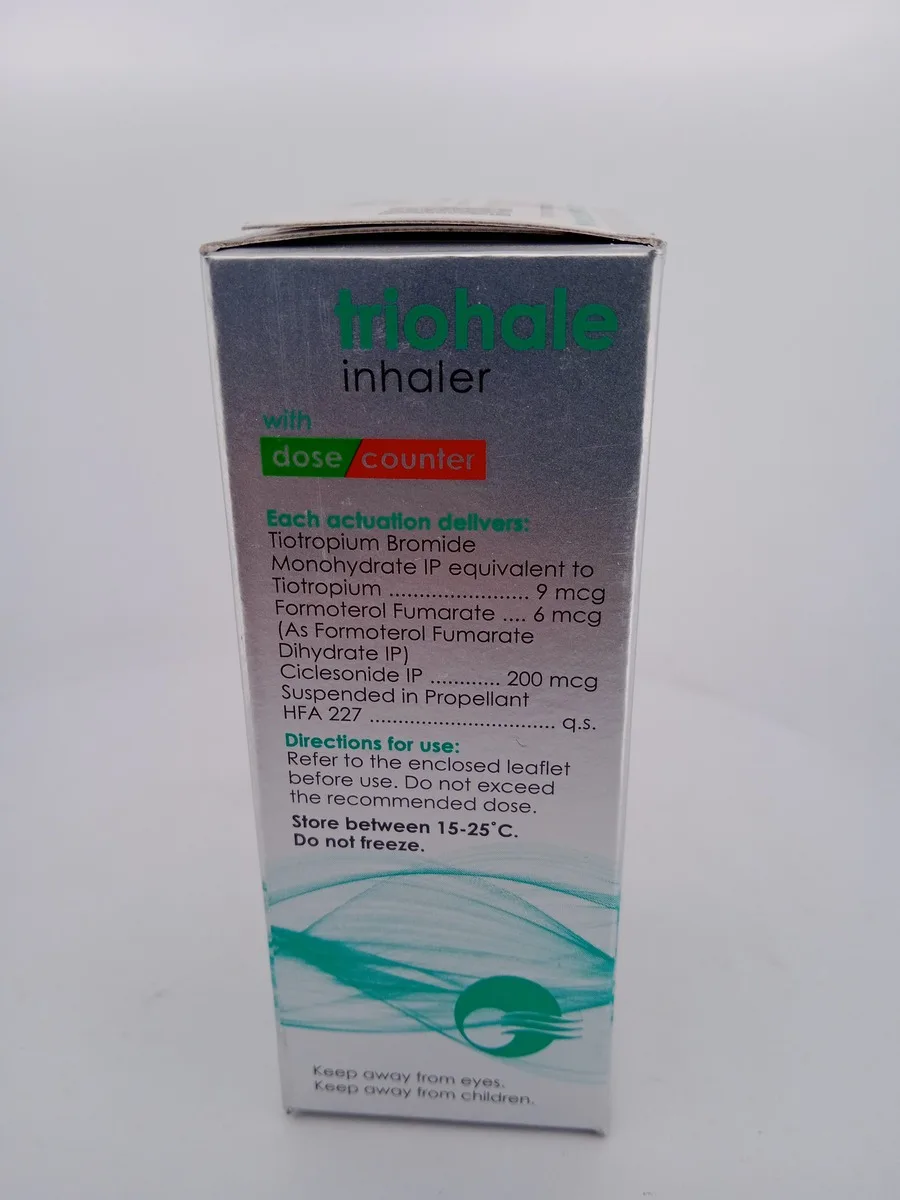 triohale
inhaler
with
dose counter
Each actuation delivers:
Tiotropium Bromide
Monohydrate IP equivalent to
Tiotropium ....................... 9 mcg
Formoterol Fumarate .... 6 mcg
(As Formoterol Fumarate
Dihydrate IP)
Ciclesonide IP ............ 200 mcg
Suspended in Propellant
HFA 227 ................................ q.s.
Directions for use:
Refer to the enclosed leaflet
before use. Do not exceed
the recommended dose.
Store between 15-25°C.
Do not freeze.
Keep away from eyes.
Keep away from children.